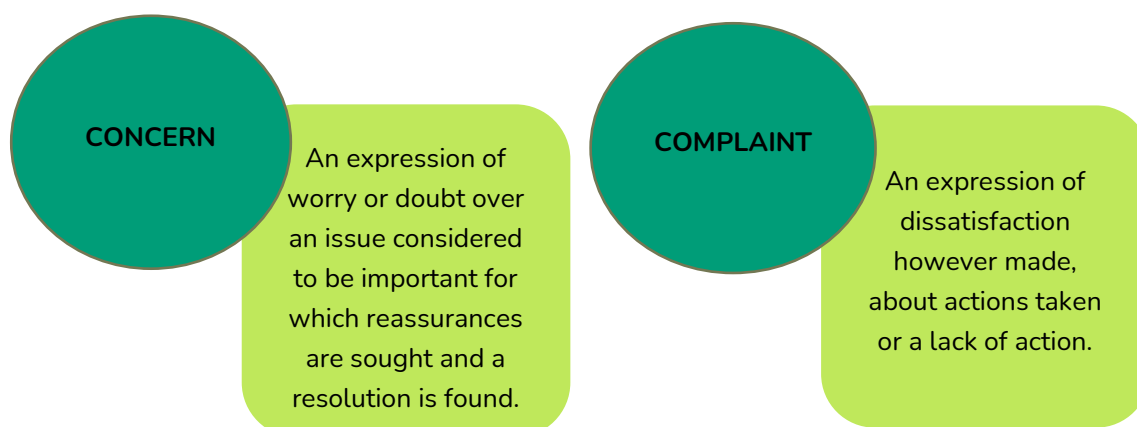 CONCERN
An expression of
worry or doubt over
an issue considered
to be important for
which reassurances
are sought and a
resolution is found.
COMPLAINT
An expression of
dissatisfaction
however made,
about actions taken
or a lack of action.